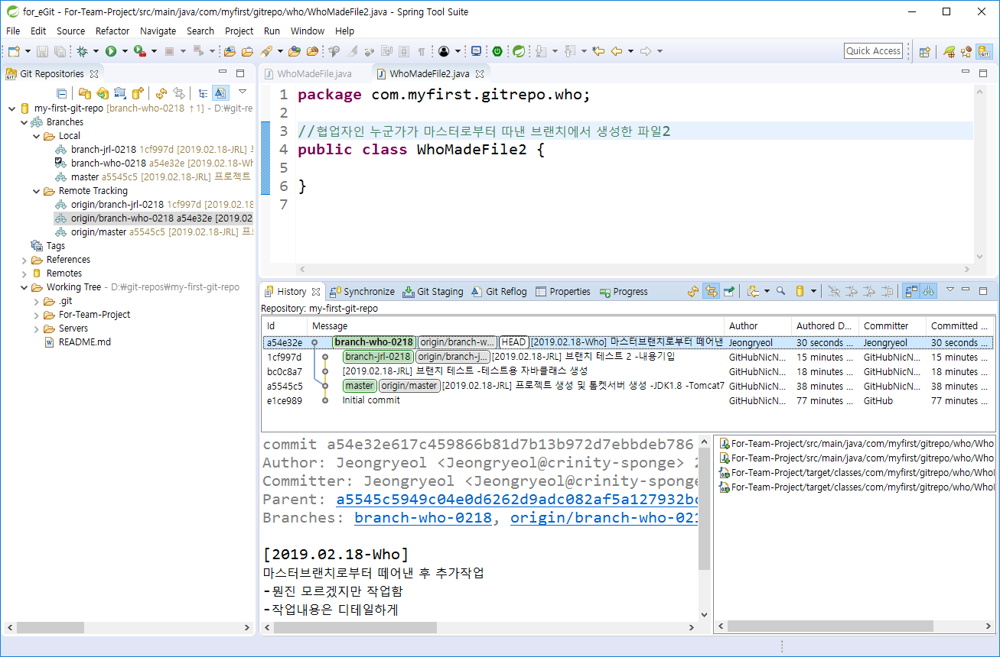 for_eGit - For-Team-Project/src/main/java/com/myfirst/gitrepo/who/WhoMadeFile2.java - Spring Tool Suite
File Edit Source Refactor Navigate Search Project Run Window Help
Quick Access
Git Repositories
my-first-git-repo [branch-who-0218 ↑1] - D:₩git-re
Branches
Local
branch-jrl-0218 1cf997d [2019.02.18-JRL]
branch-who-0218 a54e32e [2019.02.18-Wh
master a5545c5 [2019.02.18-JRL] 프로젝트
Remote Tracking
origin/branch-jrl-0218 1cf997d [2019.02.18
origin/branch-who-0218 a54e32e [2019.02
origin/master a5545c5 [2019.02.18-JRL] 프
Tags
References
Remotes
Working Tree - D:₩git-repos₩my-first-git-repo
.git
For-Team-Project
Servers
README.md
WhoMadeFile.java WhoMadeFile2.java
1 package com.myfirst.gitrepo.who;
2
3 //협업자인 누군가가 마스터로부터 따낸 브랜치에서 생성한 파일2
4 public class WhoMadeFile2 {
5
6 }
7
History Synchronize Git Staging Git Reflog Properties Progress
Repository: my-first-git-repo
Id Message Author Authored D... Committer Committed ...
a54e32e branch-who-0218 origin/branch-w... HEAD [2019.02.18-Who] 마스터브랜치로부터 떼어낸 Jeongryeol 30 seconds ... Jeongryeol 30 seconds ...
1cf997d branch-jrl-0218 origin/branch-j... [2019.02.18-JRL] 브랜치 테스트 2 -내용기입 GitHubNicN... 15 minutes ... GitHubNicN... 15 minutes ...
bc0c8a7 [2019.02.18-JRL] 브랜치 테스트 -테스트용 자바클래스 생성 GitHubNicN... 18 minutes ... GitHubNicN... 18 minutes ...
a5545c5 master origin/master [2019.02.18-JRL] 프로젝트 생성 및 톰켓서버 생성 -JDK1.8 -Tomcat7 GitHubNicN... 38 minutes ... GitHubNicN... 38 minutes ...
e1ce989 Initial commit GitHubNicN... 77 minutes ... GitHub 77 minutes ...
commit a54e32e617c459866b81d7b13b972d7ebbdeb786
Author: Jeongryeol <Jeongryeol@crinity-sponge> 2
Committer: Jeongryeol <Jeongryeol@crinity-sponge
Parent: a5545c5949c04e0d6262d9adc082af5a127932bc
Branches: branch-who-0218, origin/branch-who-021
[2019.02.18-Who]
마스터브랜치로부터 떼어낸 후 추가작업
-뭔진 모르겠지만 작업함
-작업내용은 디테일하게
For-Team-Project/src/main/java/com/myfirst/gitrepo/who/Who
For-Team-Project/src/main/java/com/myfirst/gitrepo/who/Who
For-Team-Project/target/classes/com/myfirst/gitrepo/who/Who
For-Team-Project/target/classes/com/myfirst/gitrepo/who/Who